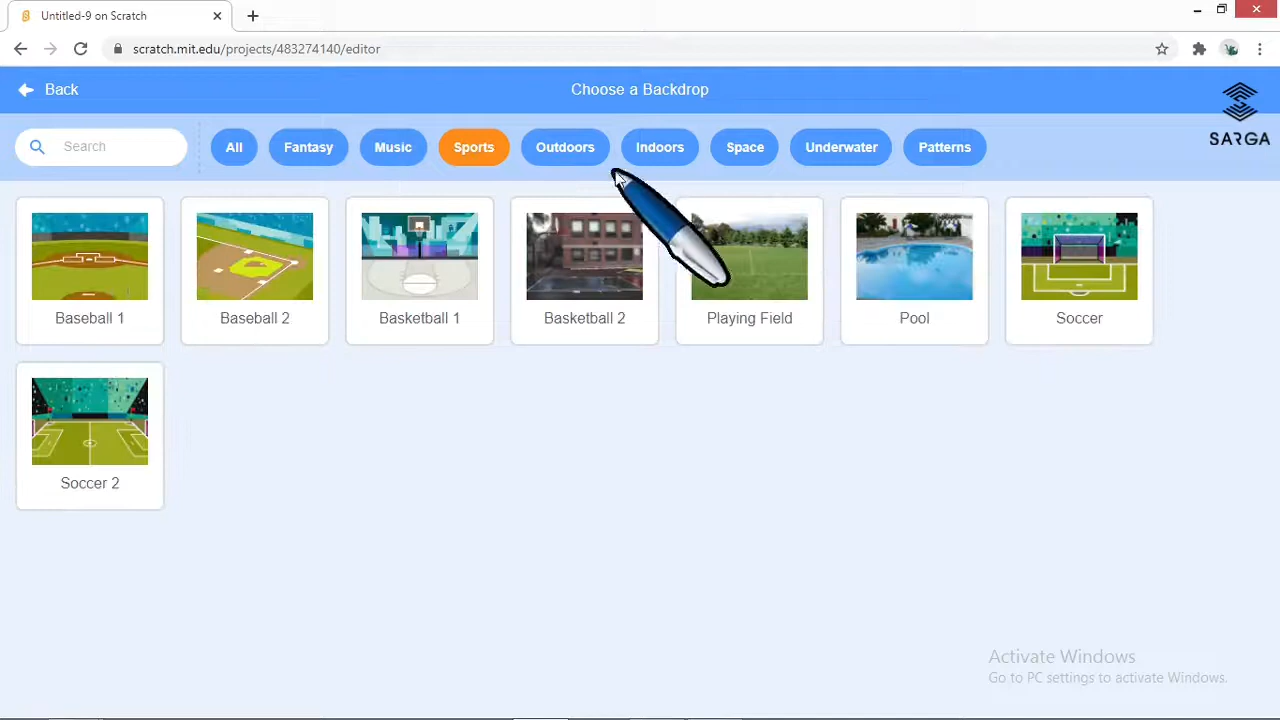 Untitled-9 on Scratch
scratch.mit.edu/projects/483274140/editor
Back
Choose a Backdrop
SARGA
Search
All
Fantasy
Music
Sports
Outdoors
Indoors
Space
Underwater
Patterns
Baseball 1
Baseball 2
Basketball 1
Basketball 2
Playing Field
Pool
Soccer
Soccer 2
Activate Windows
Go to PC settings to activate Windows.